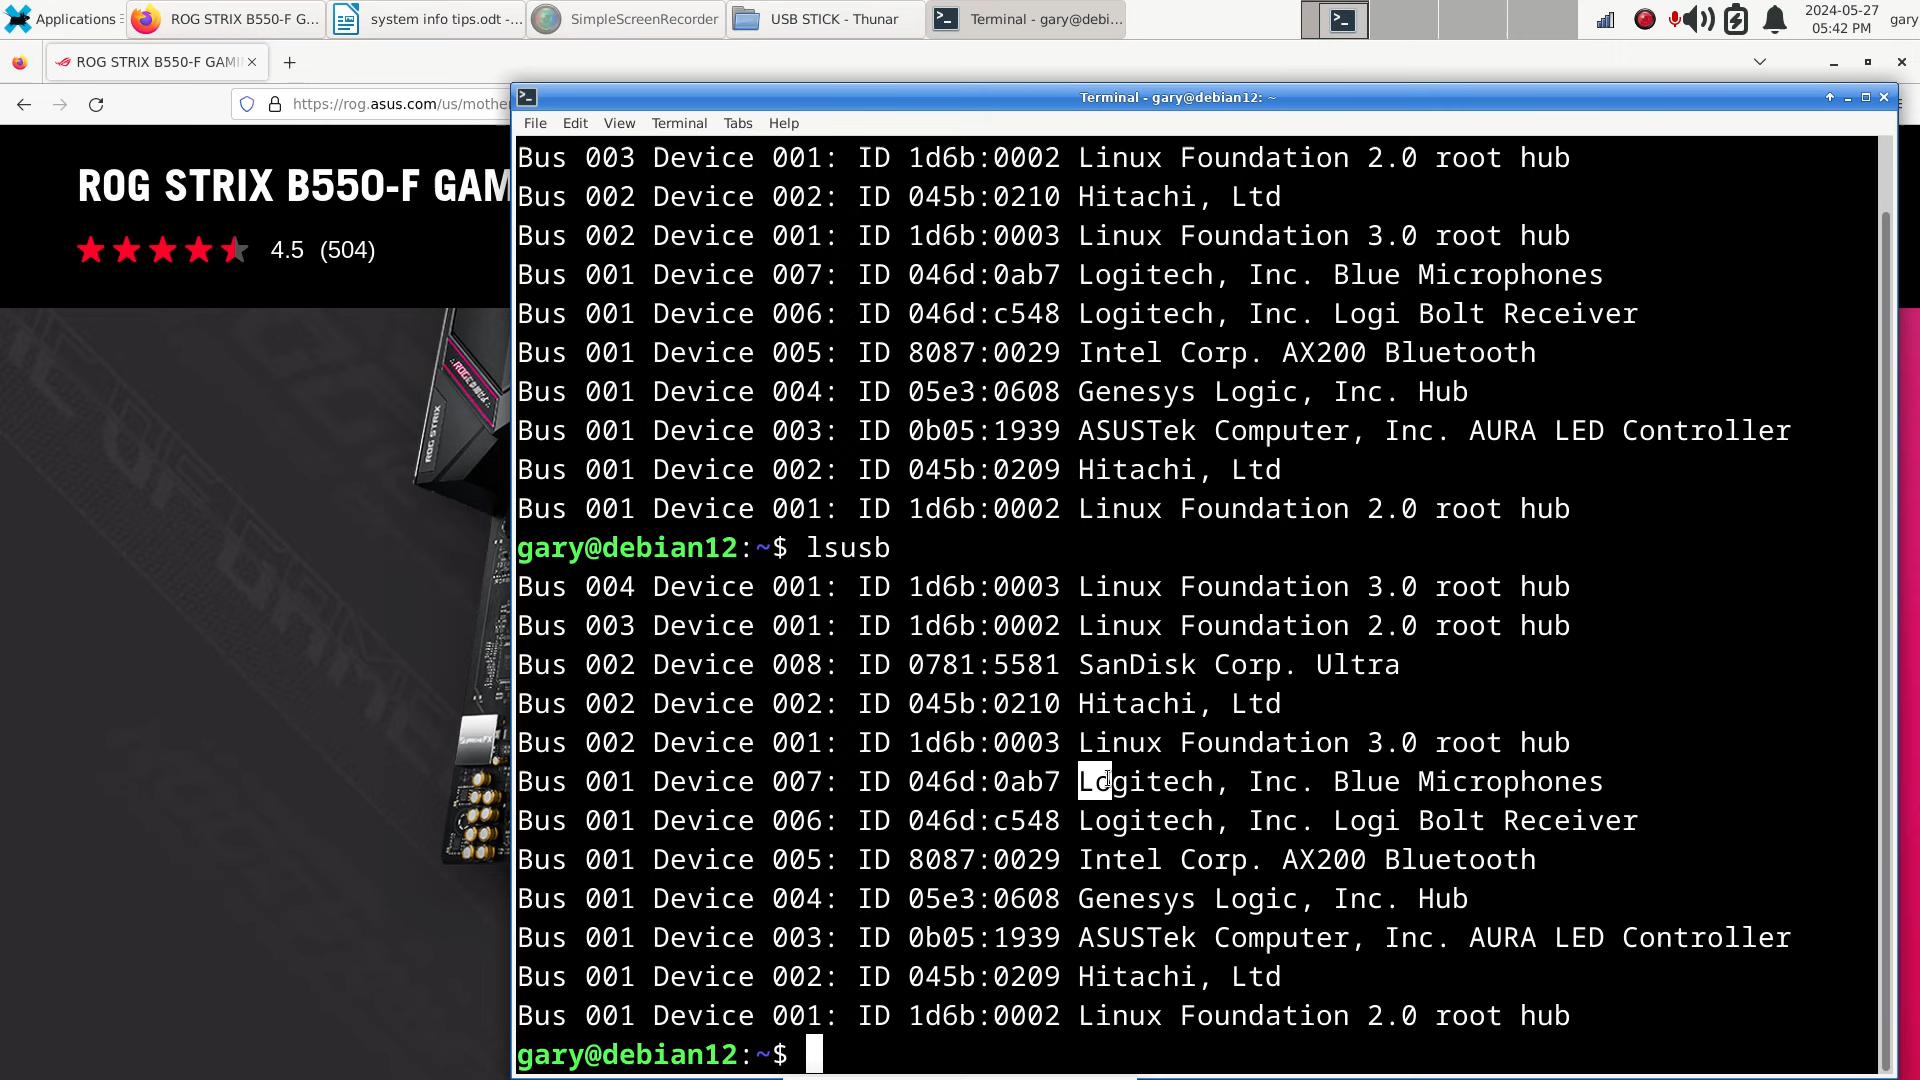 Applications
ROG STRIX B550-F G...
system info tips.odt -...
SimpleScreenRecorder
USB STICK - Thunar
Terminal - gary@debi...
2024-05-27
05:42 PM
gary
ROG STRIX B550-F GAMI
https://rog.asus.com/us/mothe
Terminal - gary@debian12: ~
File Edit View Terminal Tabs Help
ROG STRIX B550-F GAM
4.5 (504)
ROG STRIX
SUPREMEFX
Bus 003 Device 001: ID 1d6b:0002 Linux Foundation 2.0 root hub
Bus 002 Device 002: ID 045b:0210 Hitachi, Ltd
Bus 002 Device 001: ID 1d6b:0003 Linux Foundation 3.0 root hub
Bus 001 Device 007: ID 046d:0ab7 Logitech, Inc. Blue Microphones
Bus 001 Device 006: ID 046d:c548 Logitech, Inc. Logi Bolt Receiver
Bus 001 Device 005: ID 8087:0029 Intel Corp. AX200 Bluetooth
Bus 001 Device 004: ID 05e3:0608 Genesys Logic, Inc. Hub
Bus 001 Device 003: ID 0b05:1939 ASUSTek Computer, Inc. AURA LED Controller
Bus 001 Device 002: ID 045b:0209 Hitachi, Ltd
Bus 001 Device 001: ID 1d6b:0002 Linux Foundation 2.0 root hub
gary@debian12:~$ lsusb
Bus 004 Device 001: ID 1d6b:0003 Linux Foundation 3.0 root hub
Bus 003 Device 001: ID 1d6b:0002 Linux Foundation 2.0 root hub
Bus 002 Device 008: ID 0781:5581 SanDisk Corp. Ultra
Bus 002 Device 002: ID 045b:0210 Hitachi, Ltd
Bus 002 Device 001: ID 1d6b:0003 Linux Foundation 3.0 root hub
Bus 001 Device 007: ID 046d:0ab7 Logitech, Inc. Blue Microphones
Bus 001 Device 006: ID 046d:c548 Logitech, Inc. Logi Bolt Receiver
Bus 001 Device 005: ID 8087:0029 Intel Corp. AX200 Bluetooth
Bus 001 Device 004: ID 05e3:0608 Genesys Logic, Inc. Hub
Bus 001 Device 003: ID 0b05:1939 ASUSTek Computer, Inc. AURA LED Controller
Bus 001 Device 002: ID 045b:0209 Hitachi, Ltd
Bus 001 Device 001: ID 1d6b:0002 Linux Foundation 2.0 root hub
gary@debian12:~$